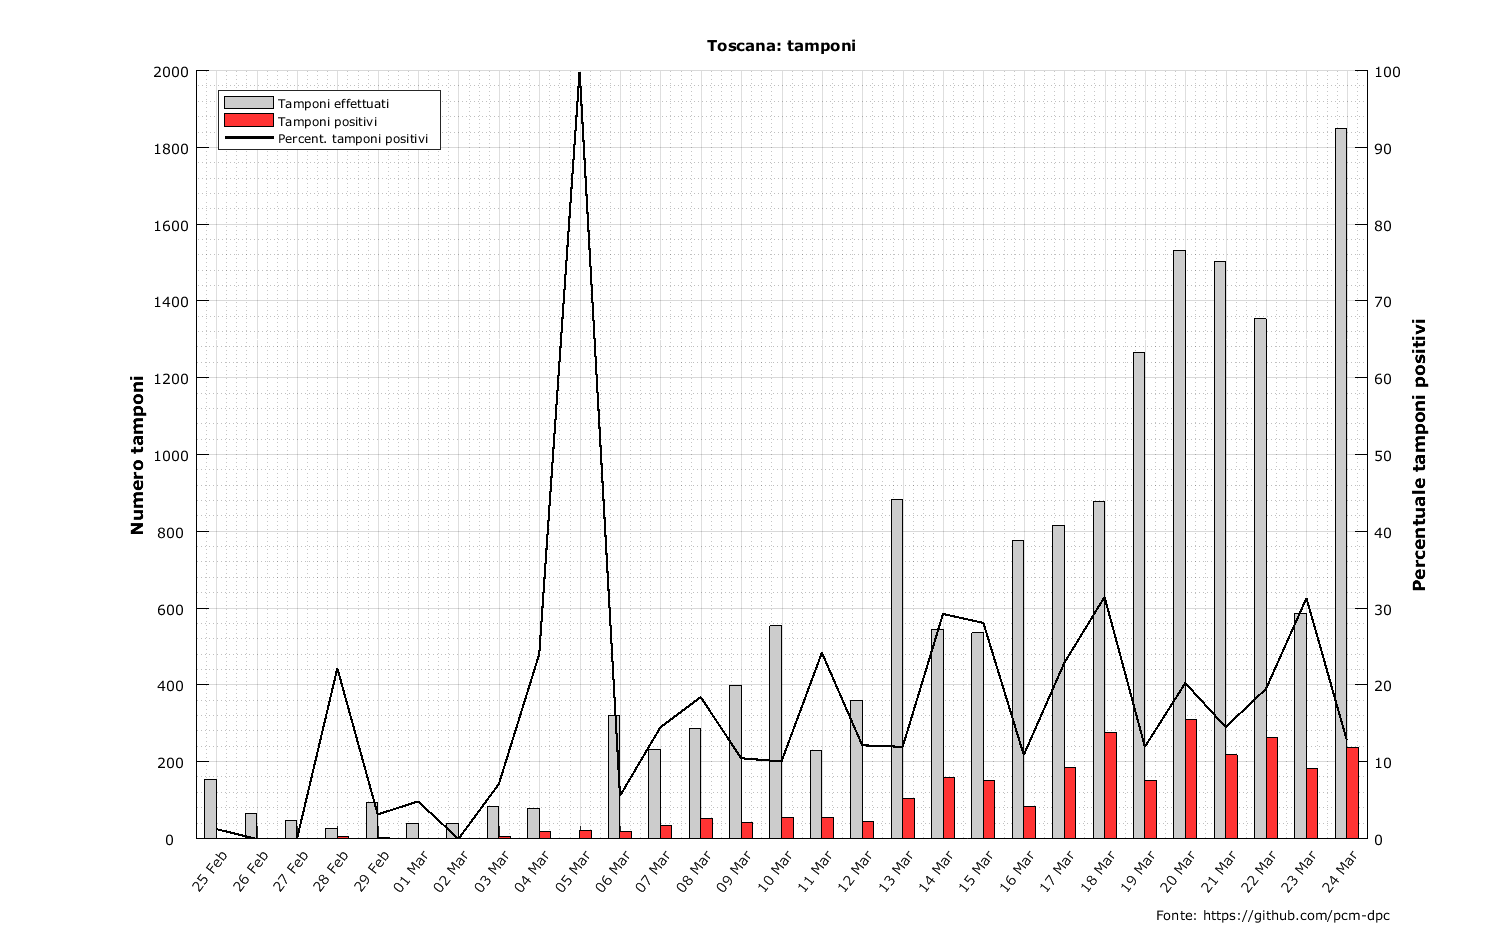 Toscana: tamponi
Tamponi effettuati
Tamponi positivi
Percent. tamponi positivi
Numero tamponi
2000
1800
1600
1400
1200
1000
800
600
400
200
0
100
90
80
70
60
50
40
30
20
10
0
Percentuale tamponi positivi
25 Feb
26 Feb
27 Feb
28 Feb
29 Feb
01 Mar
02 Mar
03 Mar
04 Mar
05 Mar
06 Mar
07 Mar
08 Mar
09 Mar
10 Mar
11 Mar
12 Mar
13 Mar
14 Mar
15 Mar
16 Mar
17 Mar
18 Mar
19 Mar
20 Mar
21 Mar
22 Mar
23 Mar
24 Mar
Fonte: https://github.com/pcm-dpc